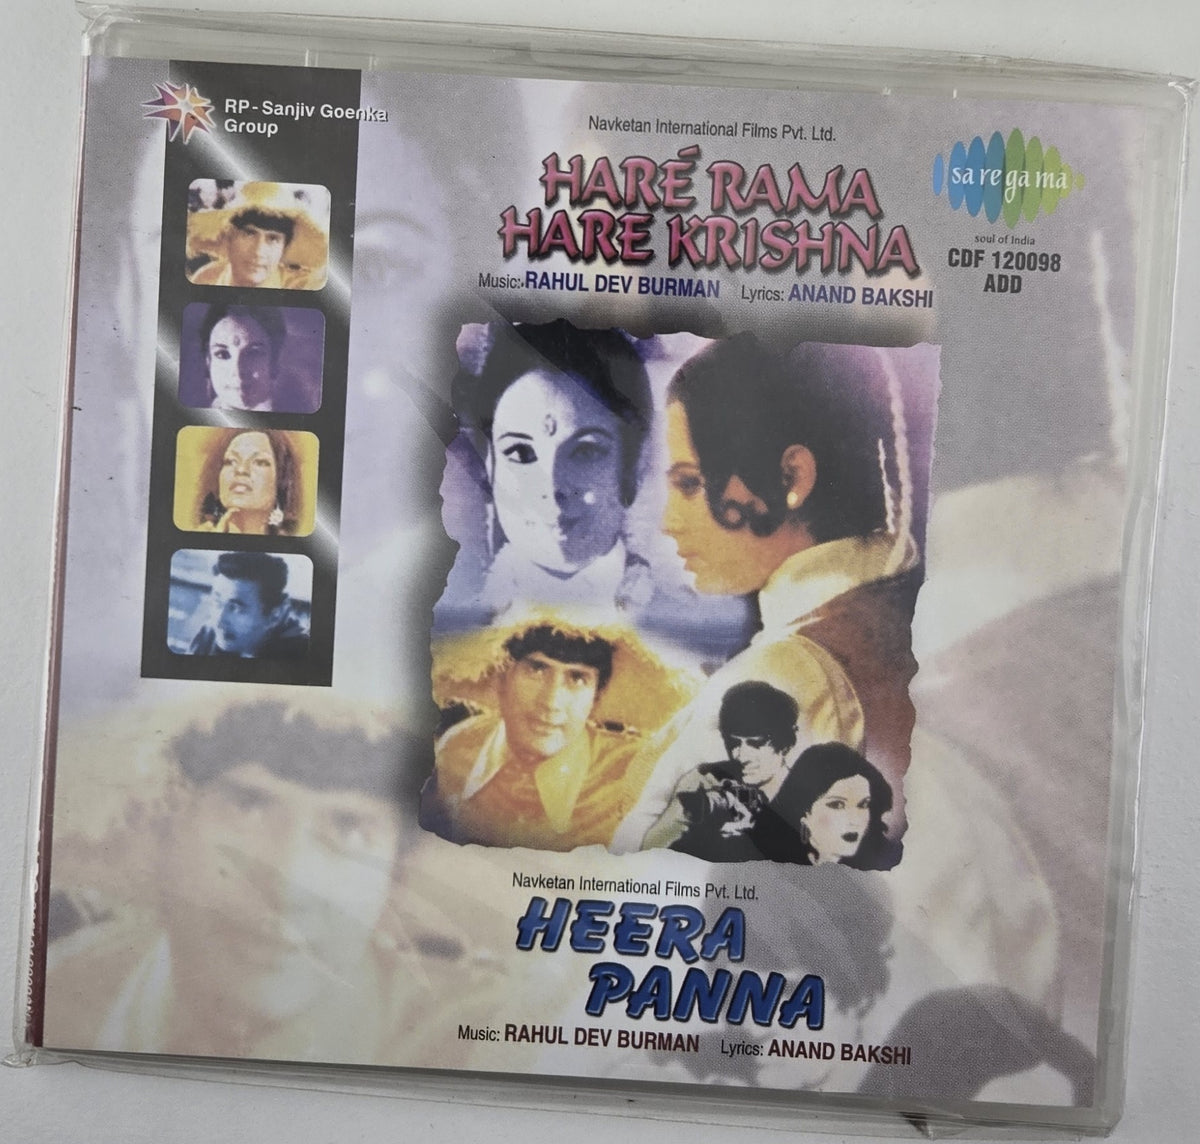 RP-Sanjiv Goenka
Group
Navketan International Films Pvt. Ltd.
HARÉ RAMA
HARE KRISHNA
Music: RAHUL DEV BURMAN Lyrics: ANAND BAKSHI
sa re ga ma
soul of India
CDF 120098
ADD
Navketan International Films Pvt. Ltd.
HEERA
PANNA
Music: RAHUL DEV BURMAN Lyrics: ANAND BAKSHI